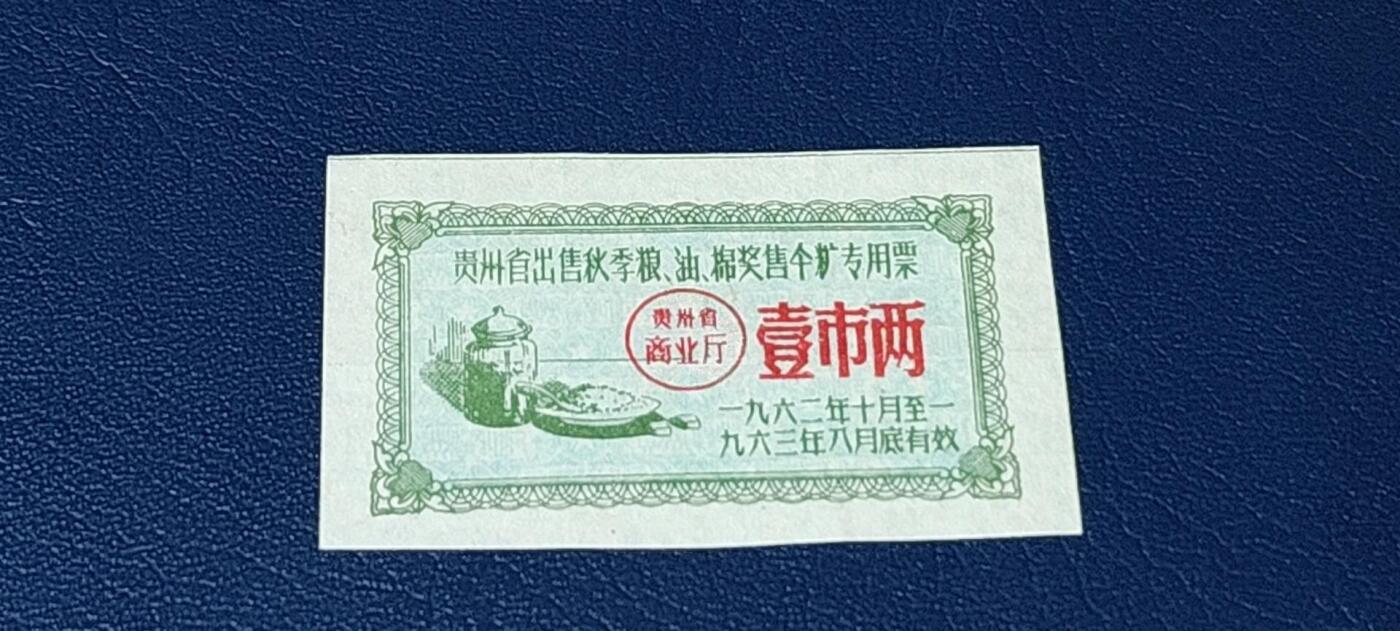 贵州省出售秋季粮、油、棉奖售专用票
贵州省
商业厅
壹市两
一九六二年十月至一
九六三年八月底有效